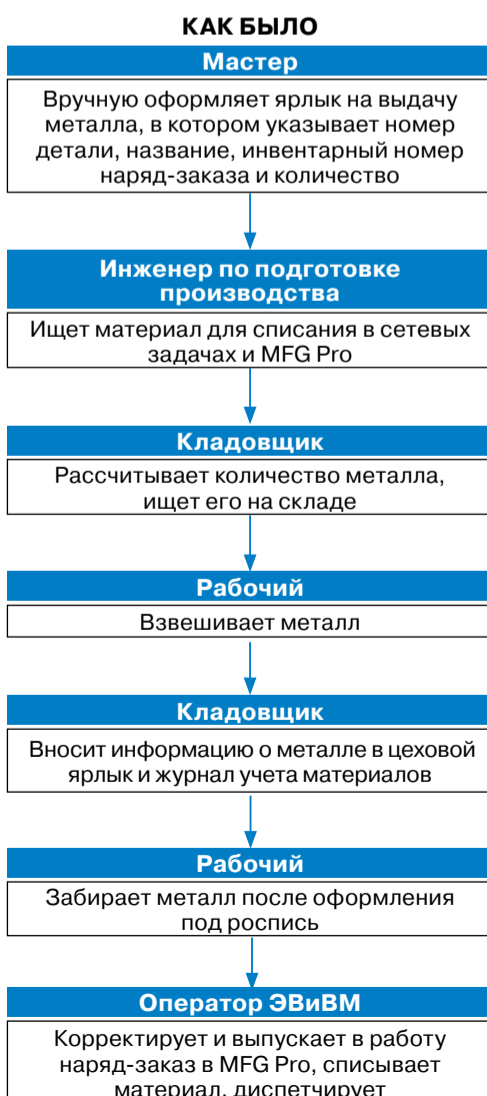 КАК БЫЛО
Мастер
Вручную оформляет ярлык на выдачу
металла, в котором указывает номер
детали, название, инвентарный номер
наряд-заказа и количество
Инженер по подготовке
производства
Ищет материал для списания в сетевых
задачах и MFG Pro
Кладовщик
Рассчитывает количество металла,
ищет его на складе
Рабочий
Взвешивает металл
Кладовщик
Вносит информацию о металле в цеховой
ярлык и журнал учета материалов
Рабочий
Забирает металл после оформления
под роспись
Оператор ЭВиВМ
Корректирует и выпускает в работу
наряд-заказ в MFG Pro, списывает
материал, диспетчирует